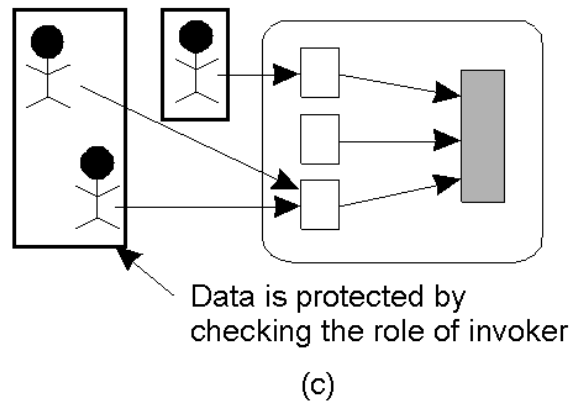 Data is protected by
checking the role of invoker
(c)